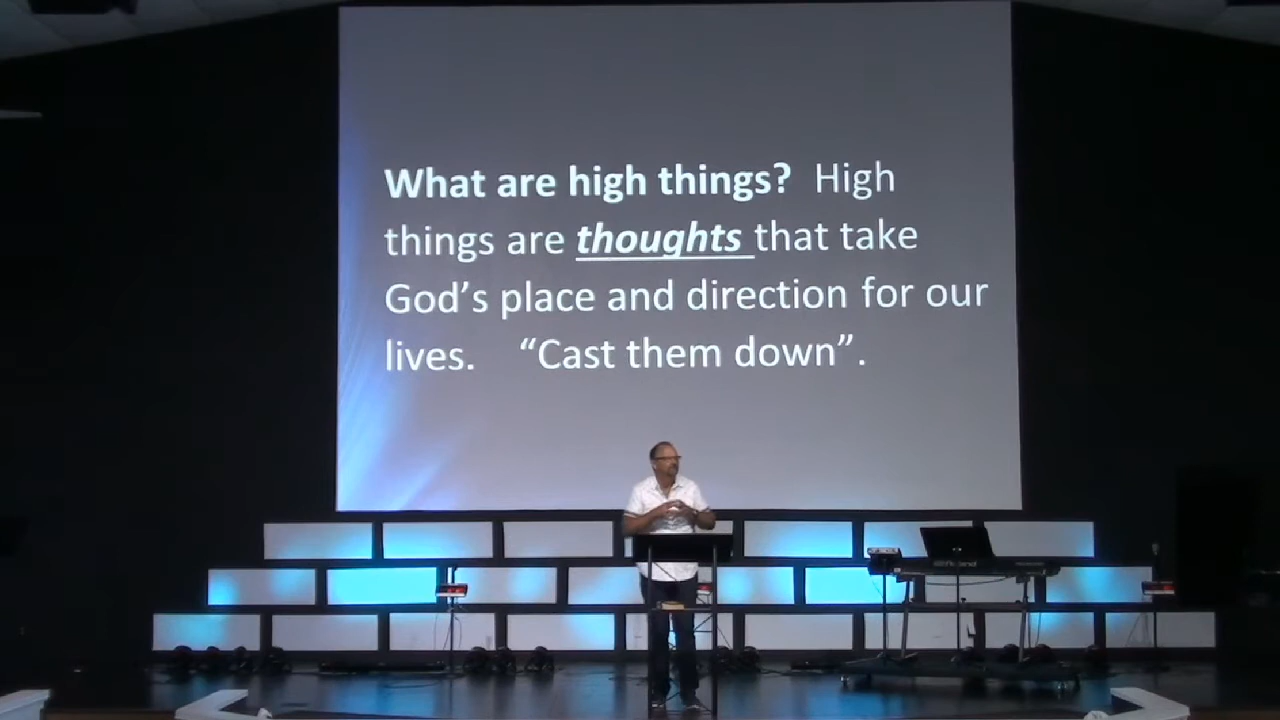 What are high things?  High
things are thoughts that take
God’s place and direction for our
lives.    “Cast them down”.
Roland